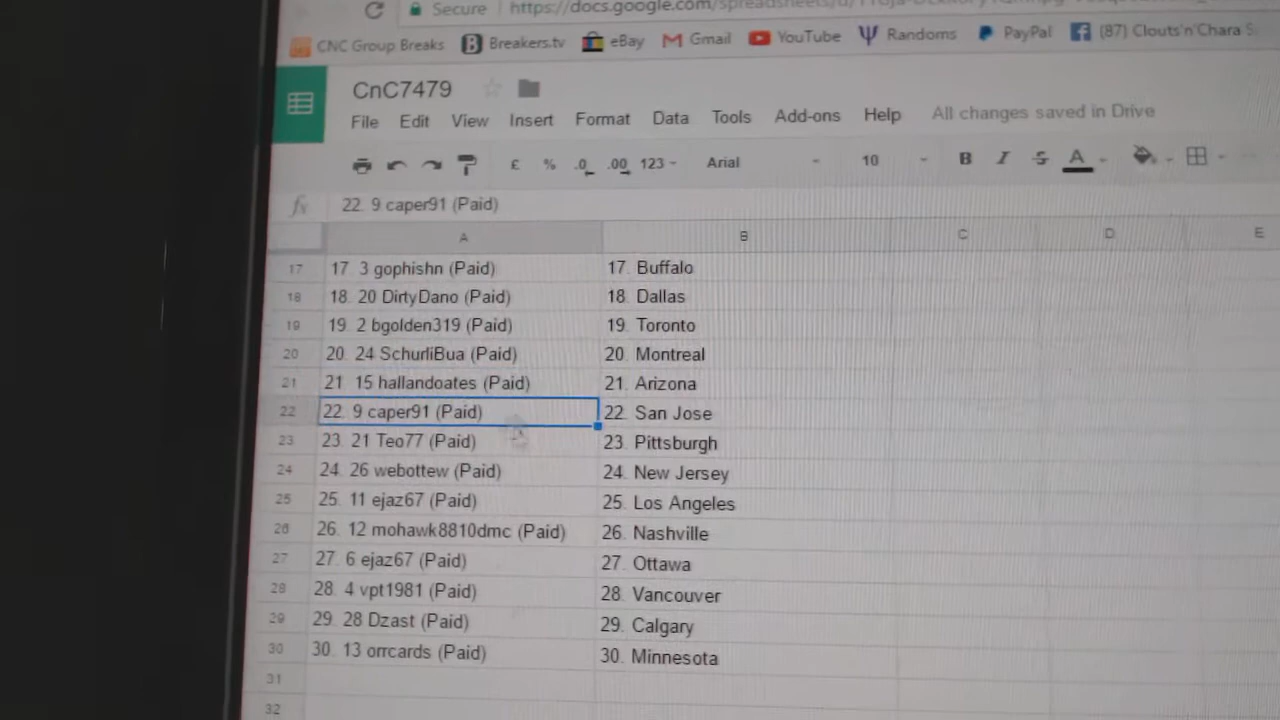 Secure https://docs.google.com/spreadsheets/d/
CNC Group Breaks Breakers.tv eBay Gmail YouTube Randoms PayPal (87) Clouts'n'Chara S
CnC7479
File Edit View Insert Format Data Tools Add-ons Help All changes saved in Drive
£ % .0 .00 123 Arial 10 B I S A
fx 22. 9 caper91 (Paid)
A B C D E
17 17. 3 gophishn (Paid) 17. Buffalo
18 18. 20 DirtyDano (Paid) 18. Dallas
19 19. 2 bgolden319 (Paid) 19. Toronto
20 20. 24 SchurliBua (Paid) 20. Montreal
21 21. 15 hallandoates (Paid) 21. Arizona
22 22. 9 caper91 (Paid) 22. San Jose
23 23. 21 Teo77 (Paid) 23. Pittsburgh
24 24. 26 webottew (Paid) 24. New Jersey
25 25. 11 ejaz67 (Paid) 25. Los Angeles
26 26. 12 mohawk8810dmc (Paid) 26. Nashville
27 27. 6 ejaz67 (Paid) 27. Ottawa
28 28. 4 vpt1981 (Paid) 28. Vancouver
29 29. 28 Dzast (Paid) 29. Calgary
30 30. 13 orrcards (Paid) 30. Minnesota
31
32